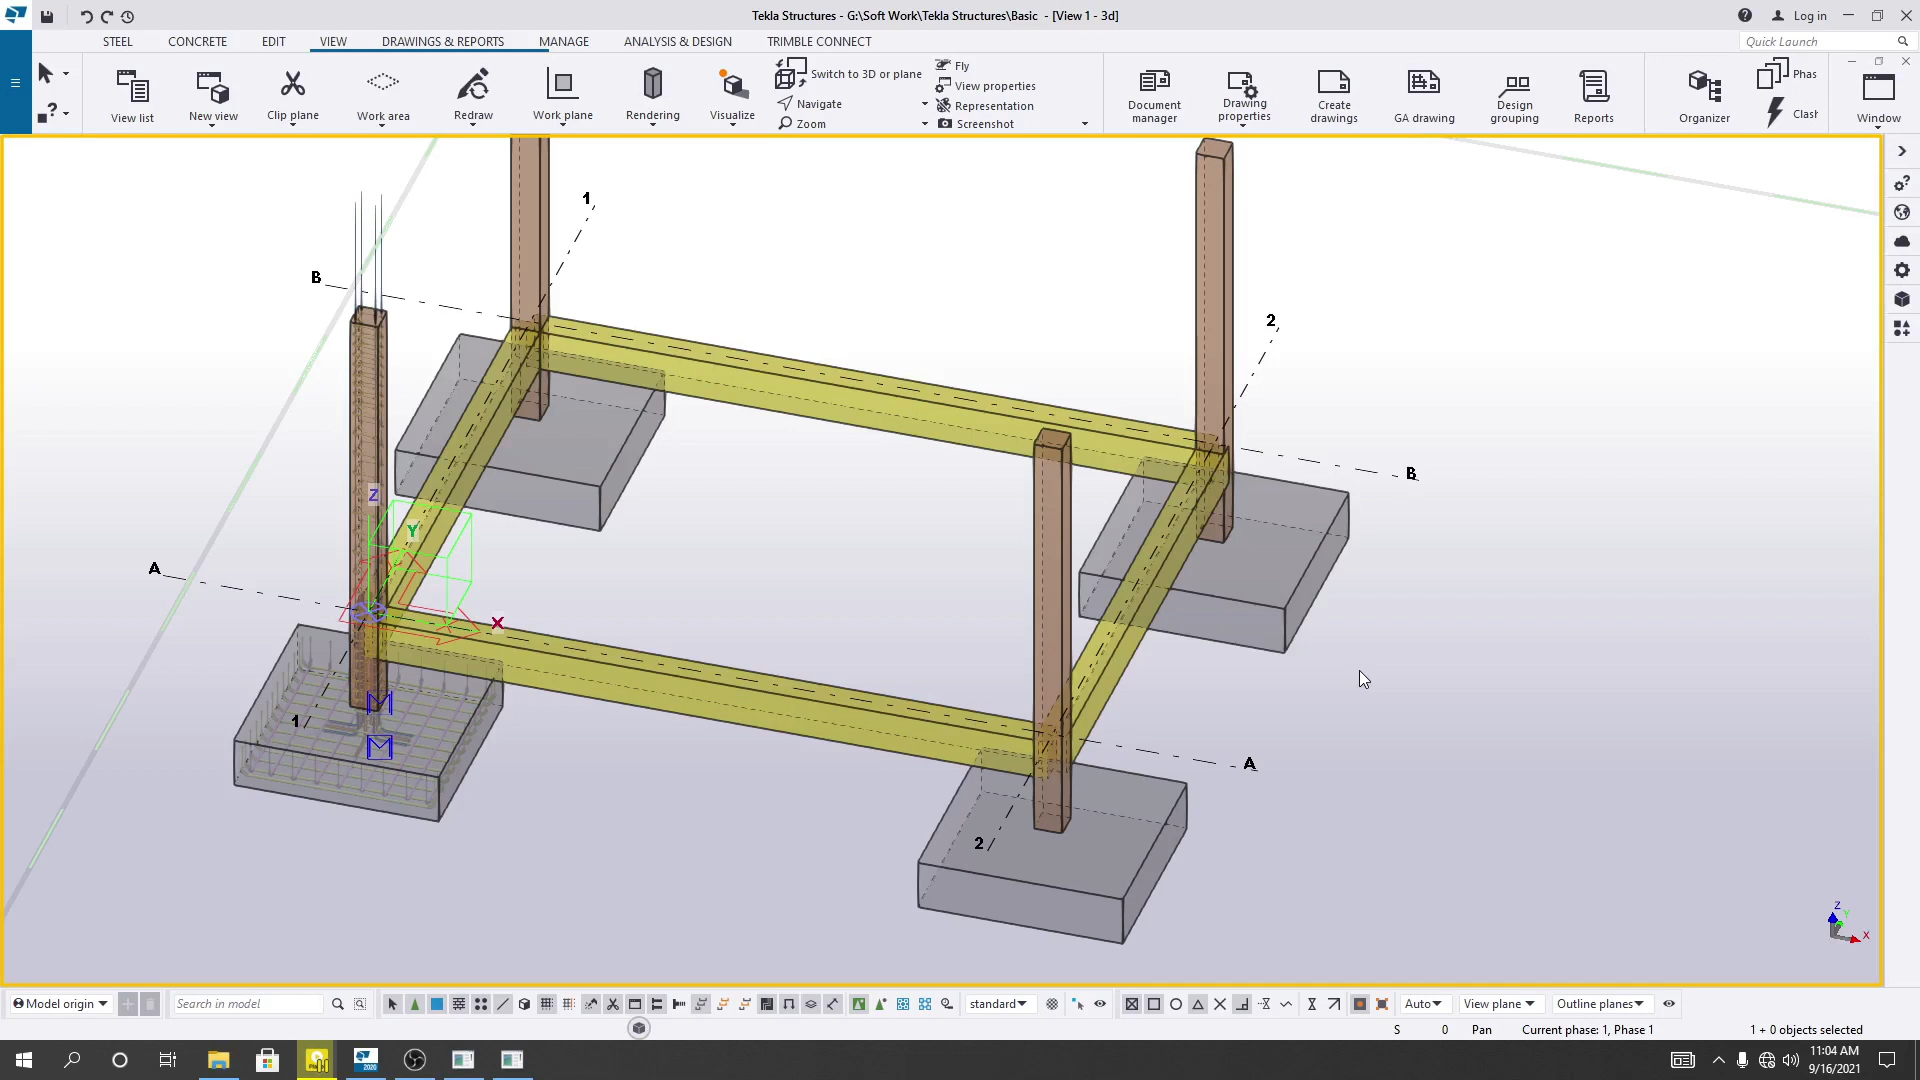 Tekla Structures - G:\Soft Work\Tekla Structures\Basic - [View 1 - 3d]
Log in
STEEL CONCRETE EDIT VIEW DRAWINGS & REPORTS MANAGE ANALYSIS & DESIGN TRIMBLE CONNECT
Quick Launch
View list
New view
Clip plane
Work area
Redraw
Work plane
Rendering
Visualize
Switch to 3D or plane
Navigate
Zoom
Fly
View properties
Representation
Screenshot
Document manager
Drawing properties
Create drawings
GA drawing
Design grouping
Reports
Organizer
Phas
Clash
Window
1
B
2
B
Z
Y
A
X
1
A
2
Z
Y
X
Model origin
Search in model
standard
Auto
View plane
Outline planes
S 0 Pan Current phase: 1, Phase 1 1 + 0 objects selected
2020
11:04 AM
9/16/2021